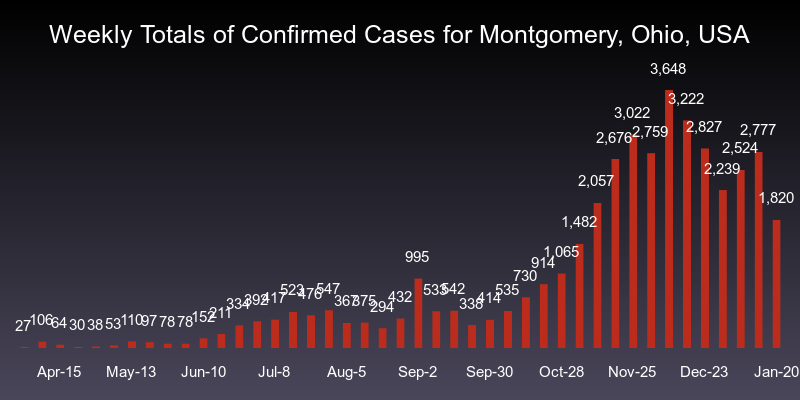 Weekly Totals of Confirmed Cases for Montgomery, Ohio, USA
27 106 64 30 38 53 110 97 78 78 152 211 334 392 417 523 476 547 367 375 294 432 995 533 542 338 414 535 730 914 1,065 1,482 2,057 2,676 3,022 2,759 3,648 3,222 2,827 2,239 2,524 2,777 1,820
Apr-15 May-13 Jun-10 Jul-8 Aug-5 Sep-2 Sep-30 Oct-28 Nov-25 Dec-23 Jan-20